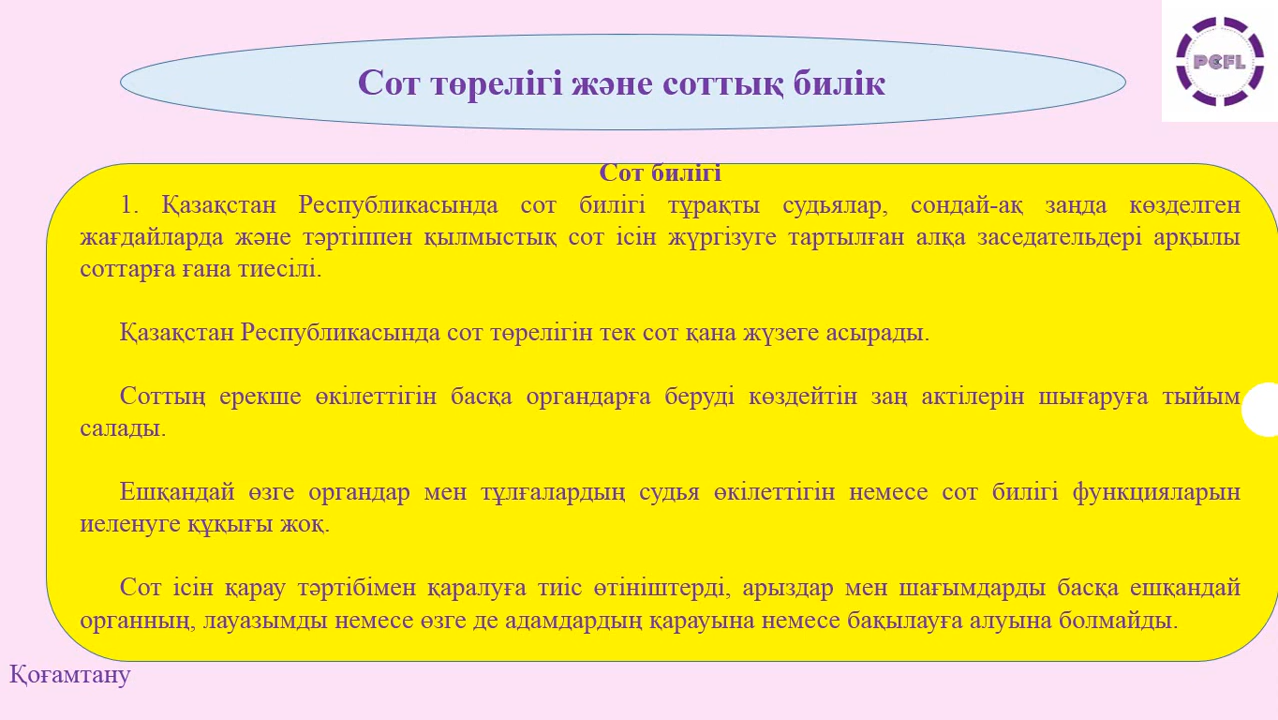 PCFL
Сот төрелігі және соттық билік
Сот билігі
1. Қазақстан Республикасында сот билігі тұрақты судьялар, сондай-ақ заңда көзделген
жағдайларда және тәртіппен қылмыстық сот ісін жүргізуге тартылған алқа заседательдері арқылы
соттарға ғана тиесілі.
Қазақстан Республикасында сот төрелігін тек сот қана жүзеге асырады.
Соттың ерекше өкілеттігін басқа органдарға беруді көздейтін заң актілерін шығаруға тыйым
салады.
Ешқандай өзге органдар мен тұлғалардың судья өкілеттігін немесе сот билігі функцияларын
иеленуге құқығы жоқ.
Сот ісін қарау тәртібімен қаралуға тиіс өтініштерді, арыздар мен шағымдарды басқа ешқандай
органның, лауазымды немесе өзге де адамдардың қарауына немесе бақылауға алуына болмайды.
Қоғамтану